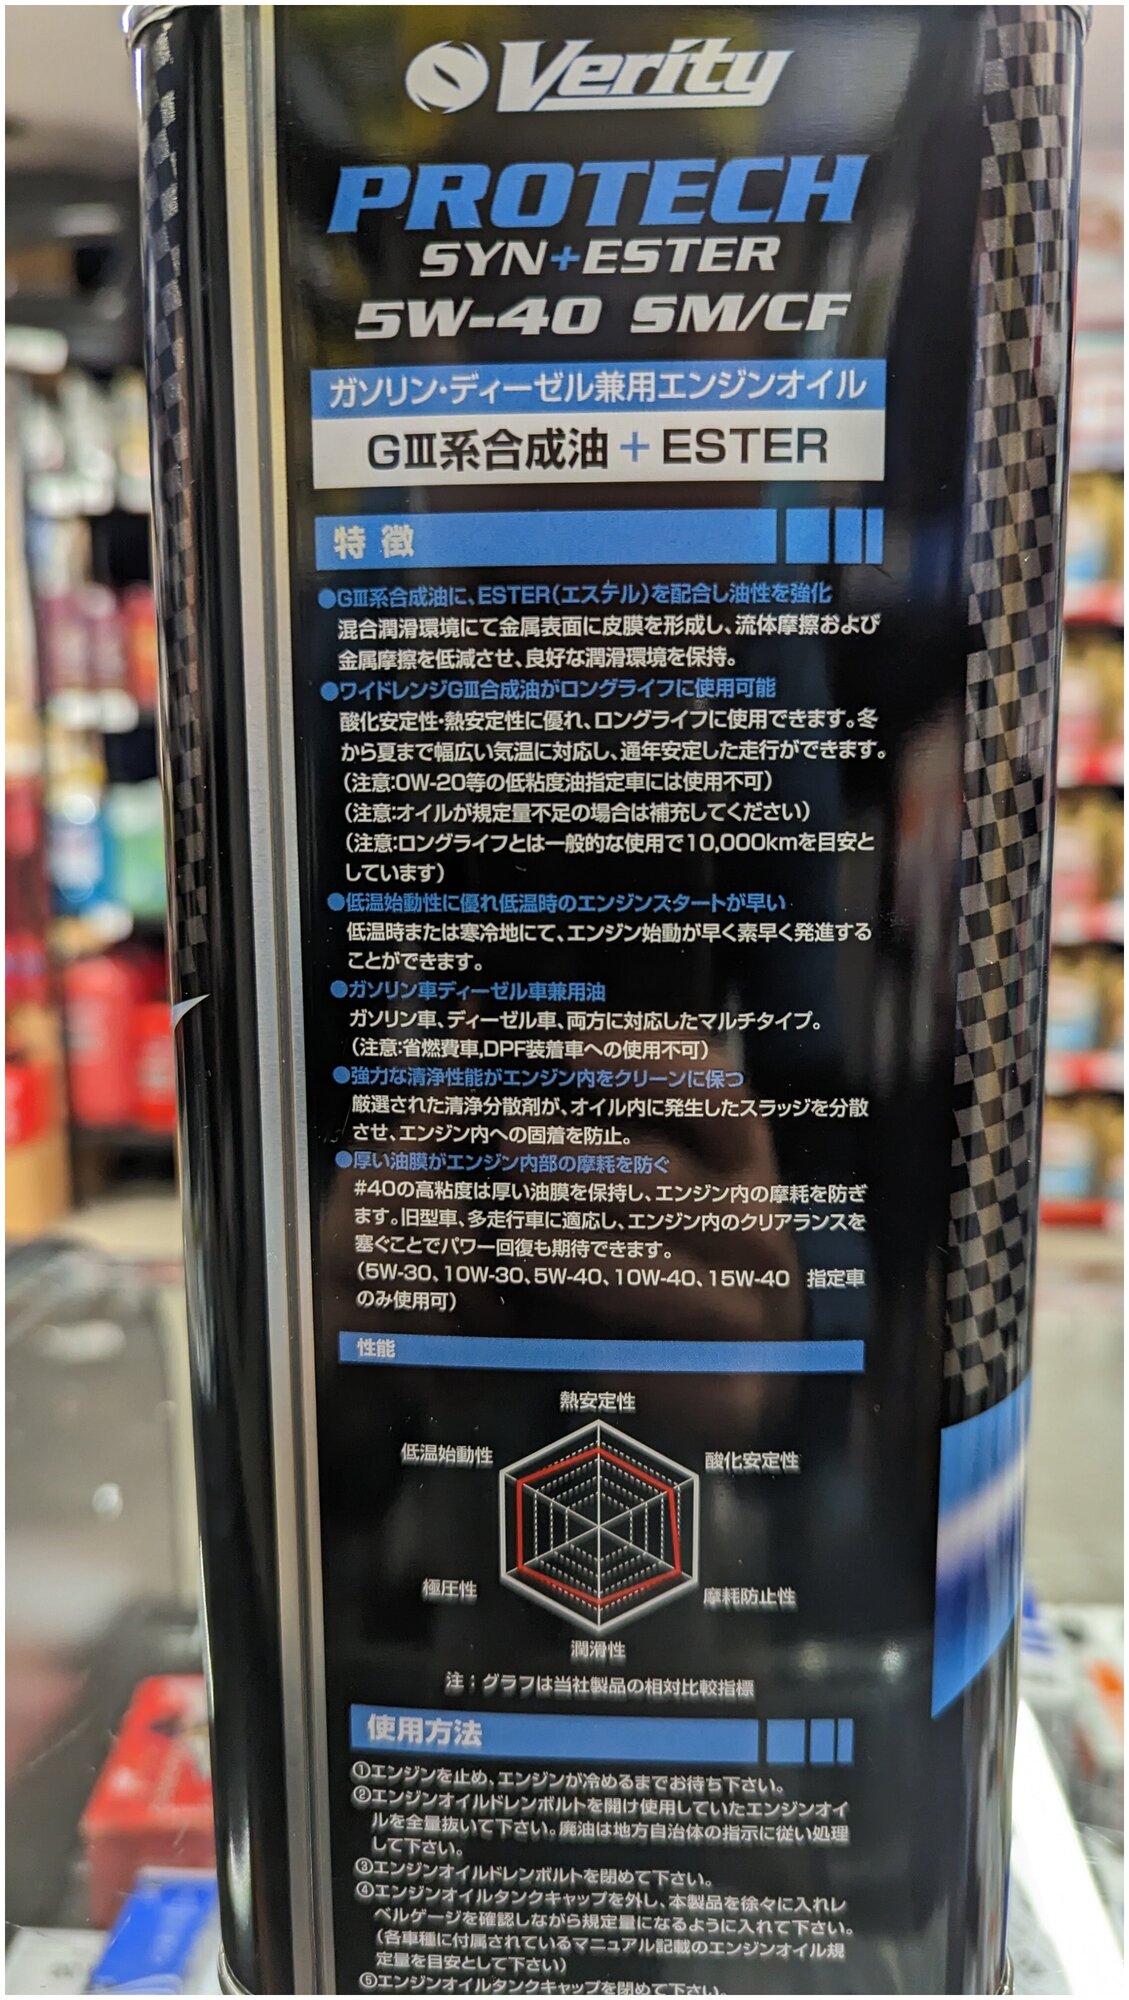 Verity
PROTECH
SYN+ESTER
5W-40 SM/CF
ガソリン・ディーゼル兼用エンジンオイル
GⅢ系合成油＋ESTER
特徴
●GⅢ系合成油に、ESTER(エステル)を配合し油性を強化
混合潤滑環境にて金属表面に皮膜を形成し、流体摩擦および
金属摩擦を低減させ、良好な潤滑環境を保持。
●ワイドレンジGⅢ合成油がロングライフに使用可能
酸化安定性・熱安定性に優れ、ロングライフに使用できます。冬
から夏まで幅広い気温に対応し、通年安定した走行ができます。
(注意:0W-20等の低粘度油指定車には使用不可)
(注意:オイルが規定量不足の場合は補充してください)
(注意:ロングライフとは一般的な使用で10,000kmを目安と
しています)
●低温始動性に優れ低温時のエンジンスタートが早い
低温時または寒冷地にて、エンジン始動が早く素早く発進する
ことができます。
●ガソリン車ディーゼル車兼用油
ガソリン車、ディーゼル車、両方に対応したマルチタイプ。
(注意:省燃費車,DPF装着車への使用不可)
●強力な清浄性能がエンジン内をクリーンに保つ
厳選された清浄分散剤が、オイル内に発生したスラッジを分散
させ、エンジン内への固着を防止。
●厚い油膜がエンジン内部の摩耗を防ぐ
#40の高粘度は厚い油膜を保持し、エンジン内の摩耗を防ぎ
ます。旧型車、多走行車に適応し、エンジン内のクリアランスを
塞ぐことでパワー回復も期待できます。
(5W-30、10W-30、5W-40、10W-40、15W-40 指定車
のみ使用可)
性能
熱安定性
低温始動性
酸化安定性
極圧性
摩耗防止性
潤滑性
注：グラフは当社製品の相対比較指標
使用方法
①エンジンを止め、エンジンが冷めるまでお待ち下さい。
②エンジンオイルドレンボルトを開け使用していたエンジンオイ
ルを全量抜いて下さい。廃油は地方自治体の指示に従い処理
して下さい。
③エンジンオイルドレンボルトを閉めて下さい。
④エンジンオイルタンクキャップを外し、本製品を徐々に入れレ
ベルゲージを確認しながら規定量になるように入れて下さい。
(各車種に付属されているマニュアル記載のエンジンオイル規
定量を目安として下さい)
⑤エンジンオイルタンクキャップを閉めて下さい。